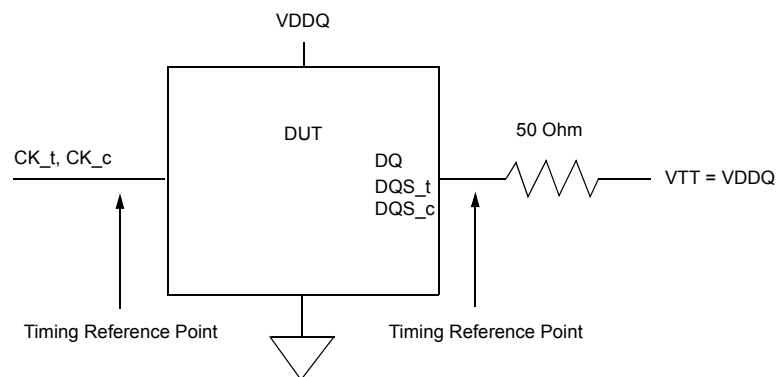 VDDQ
DUT
50 Ohm
CK_t, CK_c
DQ
DQS_t
DQS_c
VTT = VDDQ
Timing Reference Point
Timing Reference Point